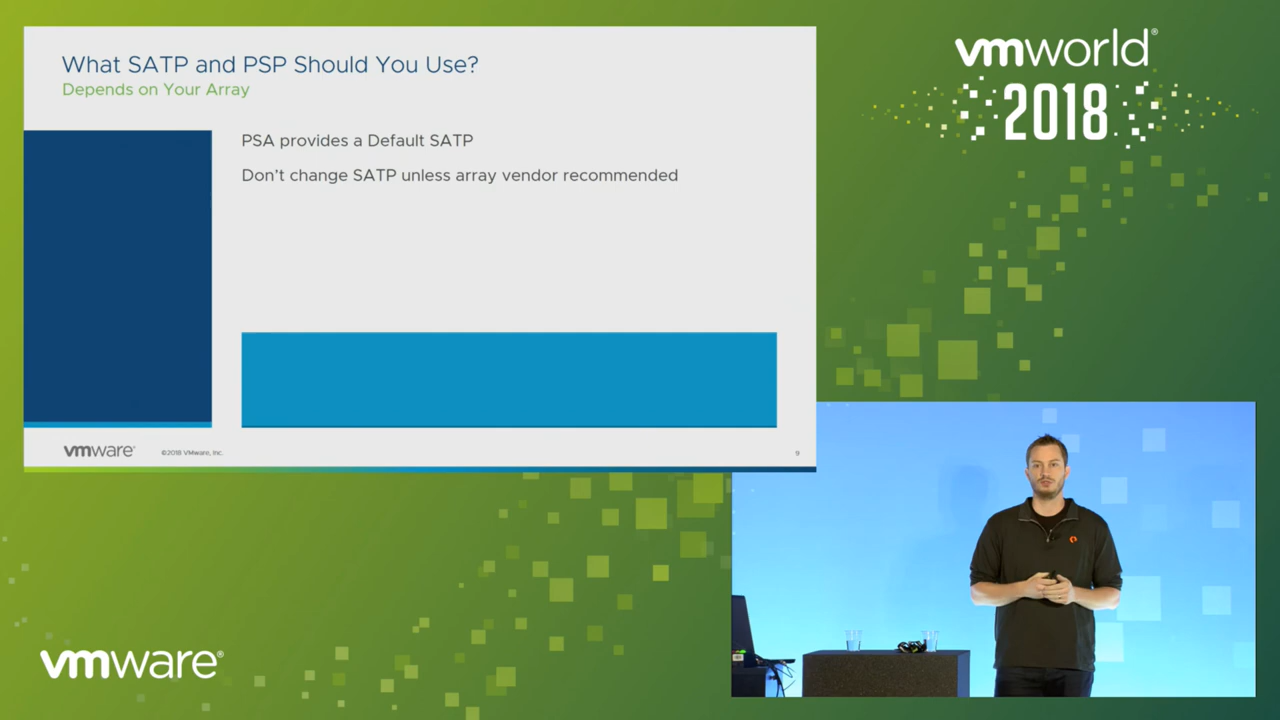 What SATP and PSP Should You Use?
Depends on Your Array
PSA provides a Default SATP
Don't change SATP unless array vendor recommended
vmware®
©2018 VMware, Inc.
9
vmworld®
2018
vmware®